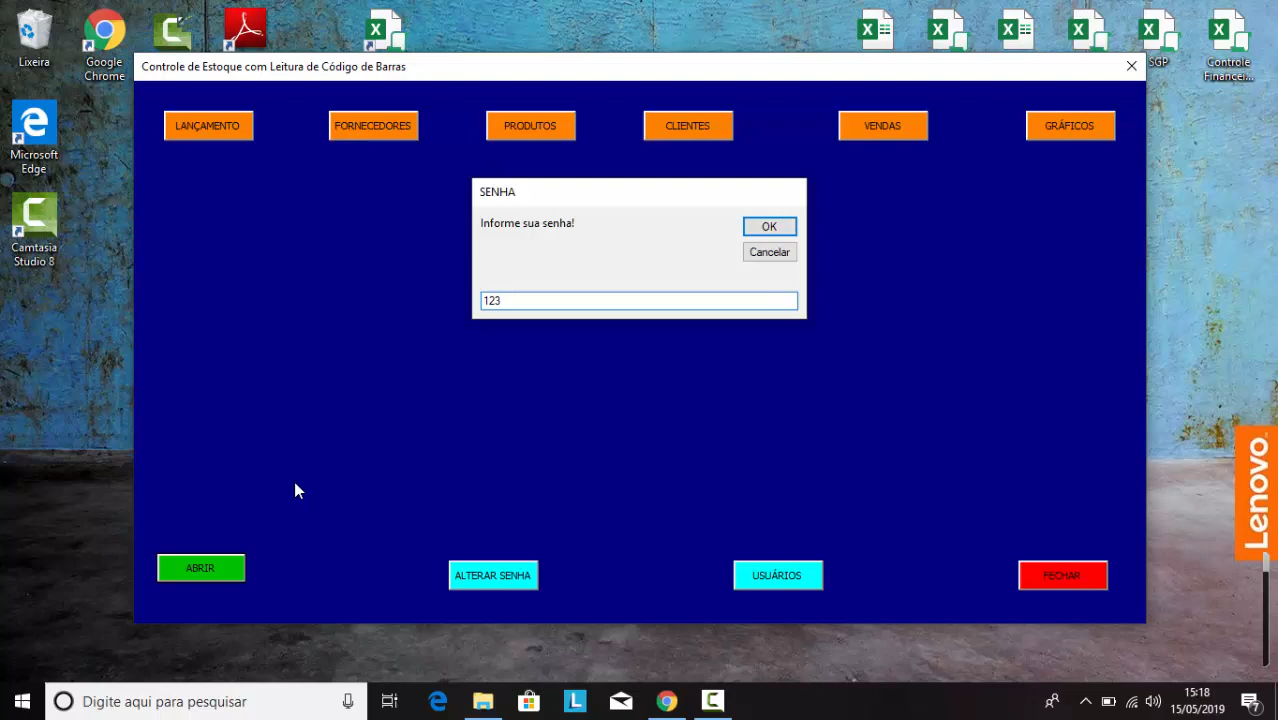 Lixeira
Google
Chrome
SGP
Controle
Financei...
Microsoft
Edge
Camtasia
Studio 8
Controle de Estoque com Leitura de Código de Barras
LANÇAMENTO
FORNECEDORES
PRODUTOS
CLIENTES
VENDAS
GRÁFICOS
SENHA
Informe sua senha!
OK
Cancelar
123
ABRIR
ALTERAR SENHA
USUÁRIOS
FECHAR
Lenovo
Digite aqui para pesquisar
15:18
15/05/2019
7